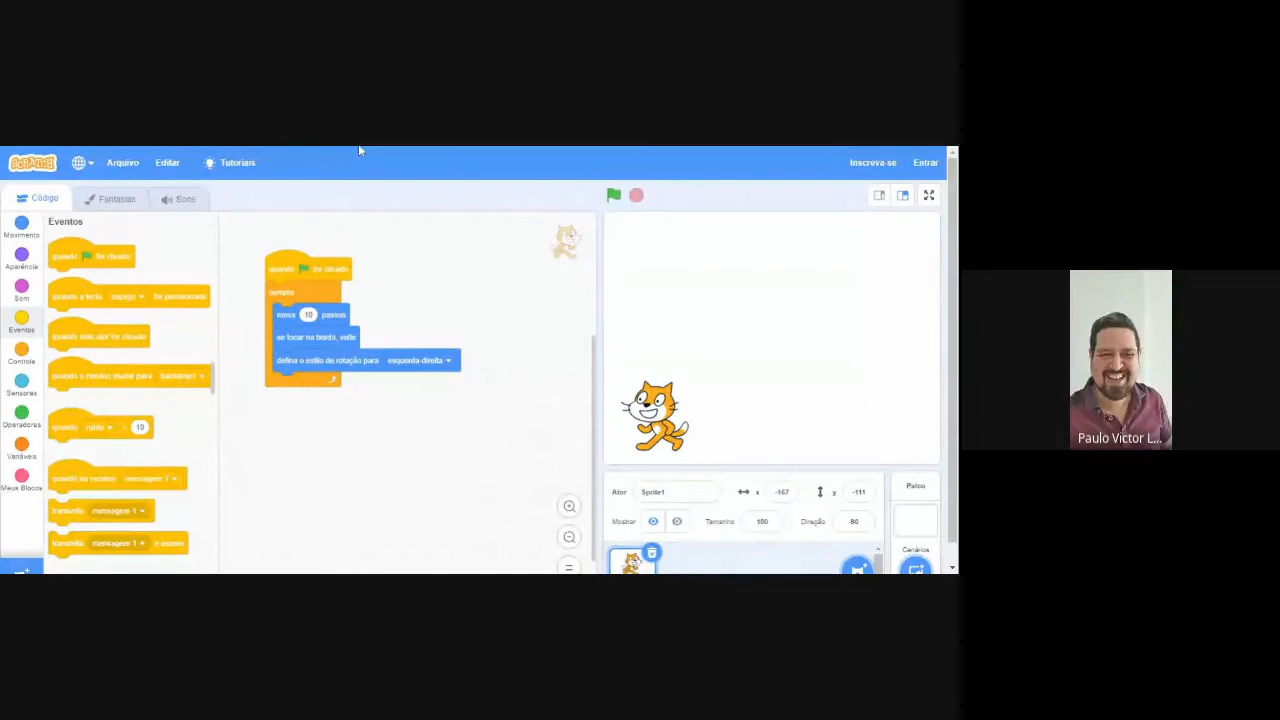 SCRATCH
Arquivo
Editar
Tutoriais
Inscreva-se
Entrar
Código
Fantasias
Sons
Movimento
Aparência
Som
Eventos
Controle
Sensores
Operadores
Variáveis
Meus Blocos
Eventos
quando for clicado
quando a tecla espaço for pressionada
quando este ator for clicado
quando o cenário mudar para backdrop1
quando ruído > 10
quando eu receber mensagem 1
transmita mensagem 1
transmita mensagem 1 e espere
quando for clicado
sempre
mova 10 passos
se tocar na borda, volte
defina o estilo de rotação para esquerda-direita
Ator Sprite1 x -167 y -111
Mostrar Tamanho 100 Direção -90
Palco
Cenários
Paulo Victor L...